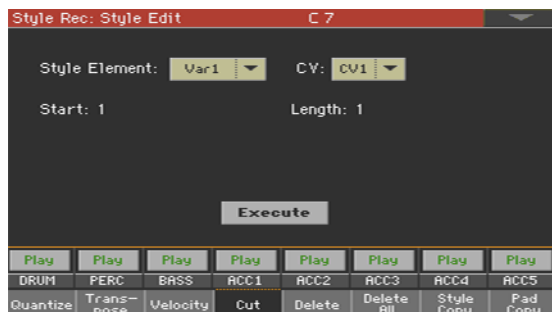 Style Rec: Style Edit C 7
Style Element: Var1 CV: CV1
Start: 1 Length: 1
Execute
Play Play Play Play Play Play Play Play
DRUM PERC BASS ACC1 ACC2 ACC3 ACC4 ACC5
Quantize Trans- Velocity Cut Delete Delete Style Pad
pose All Copy Copy